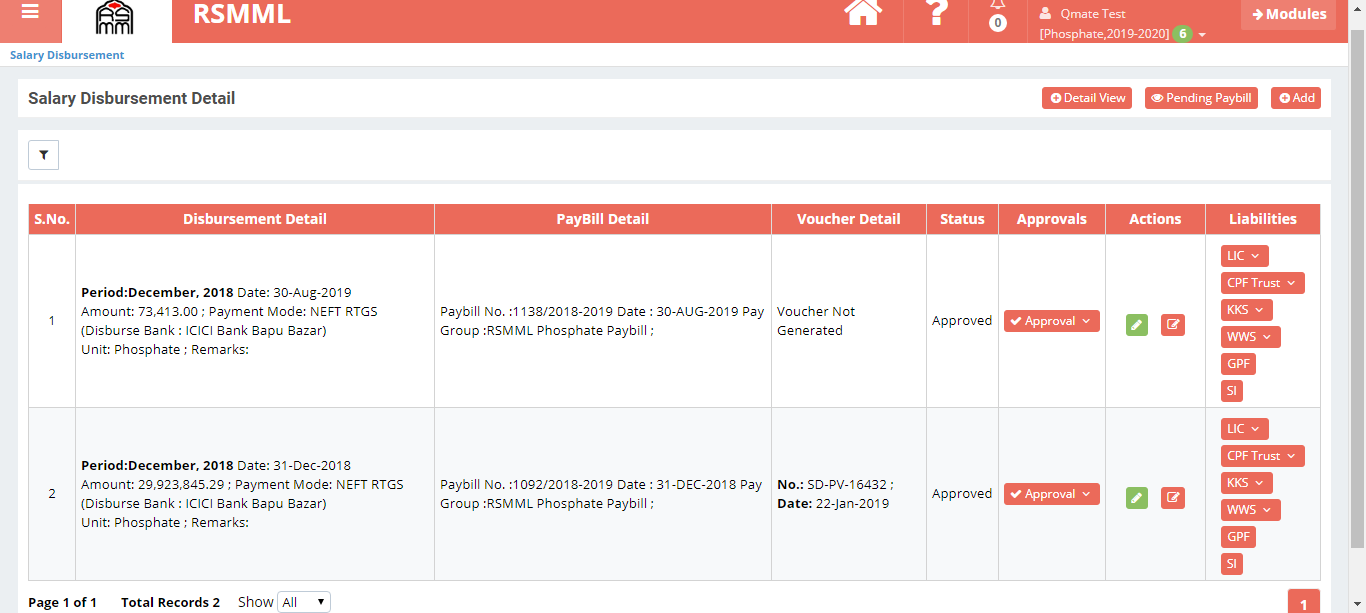 RSMML
0
Qmate Test
[Phosphate,2019-2020] 6
Modules
Salary Disbursement
Salary Disbursement Detail
Detail View
Pending Paybill
Add
S.No.
Disbursement Detail
PayBill Detail
Voucher Detail
Status
Approvals
Actions
Liabilities
1
Period:December, 2018 Date: 30-Aug-2019
Amount: 73,413.00 ; Payment Mode: NEFT RTGS
(Disburse Bank : ICICI Bank Bapu Bazar)
Unit: Phosphate ; Remarks:
Paybill No. :1138/2018-2019 Date : 30-AUG-2019 Pay
Group :RSMML Phosphate Paybill ;
Voucher Not
Generated
Approved
Approval
LIC
CPF Trust
KKS
WWS
GPF
SI
2
Period:December, 2018 Date: 31-Dec-2018
Amount: 29,923,845.29 ; Payment Mode: NEFT RTGS
(Disburse Bank : ICICI Bank Bapu Bazar)
Unit: Phosphate ; Remarks:
Paybill No. :1092/2018-2019 Date : 31-DEC-2018 Pay
Group :RSMML Phosphate Paybill ;
No.: SD-PV-16432 ;
Date: 22-Jan-2019
Approved
Approval
LIC
CPF Trust
KKS
WWS
GPF
SI
Page 1 of 1 Total Records 2 Show All
1